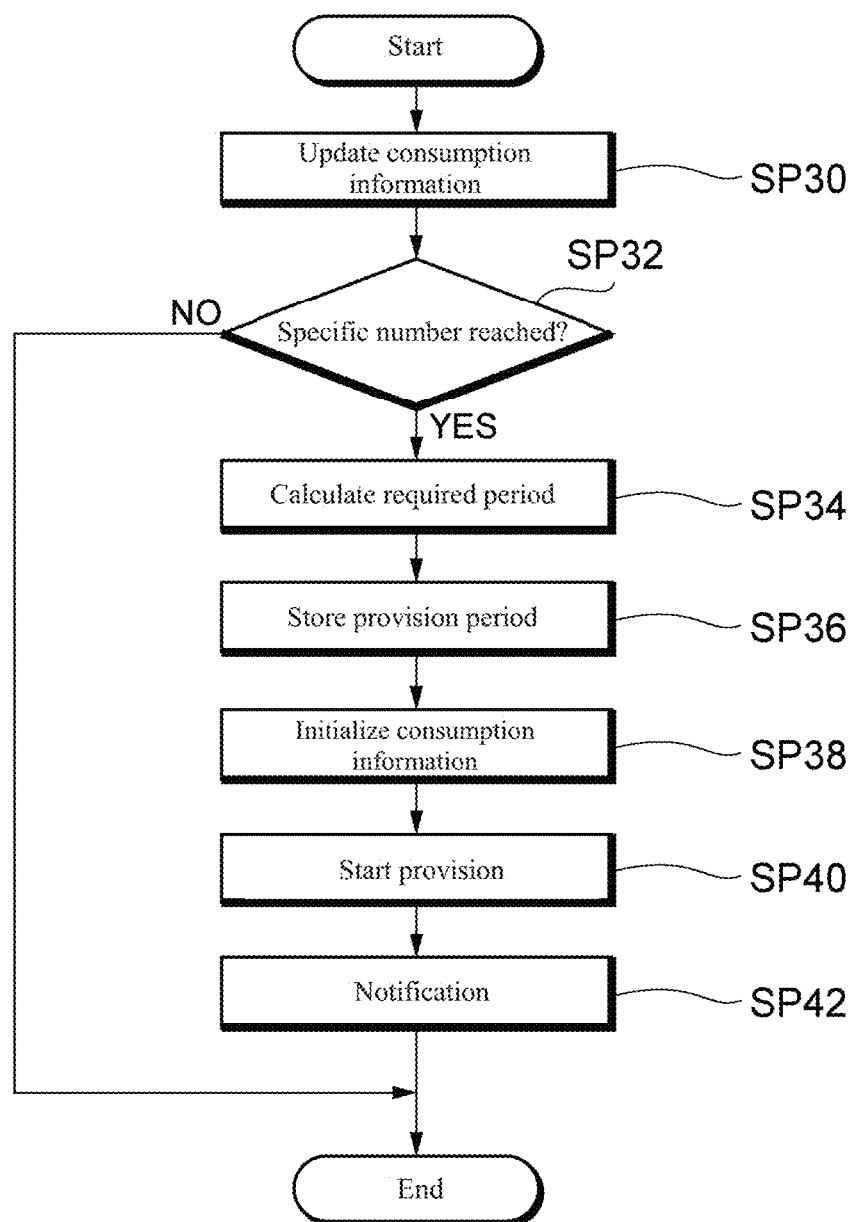 Start
Update consumption
information
SP30
SP32
NO
Specific number reached?
YES
Calculate required period
SP34
Store provision period
SP36
Initialize consumption
information
SP38
Start provision
SP40
Notification
SP42
End